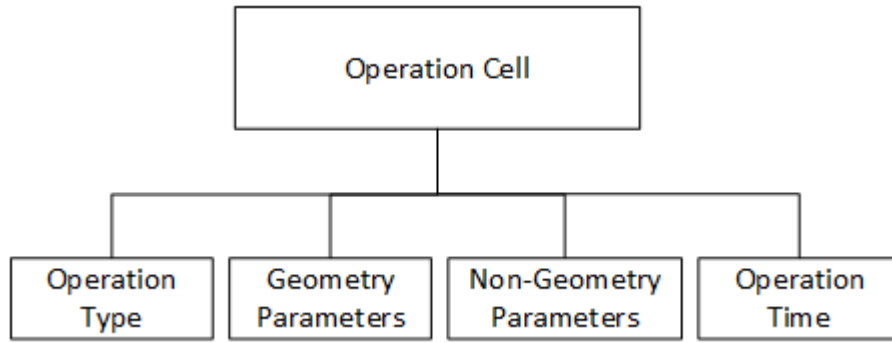 Operation Cell
Operation
Type
Geometry
Parameters
Non-Geometry
Parameters
Operation
Time